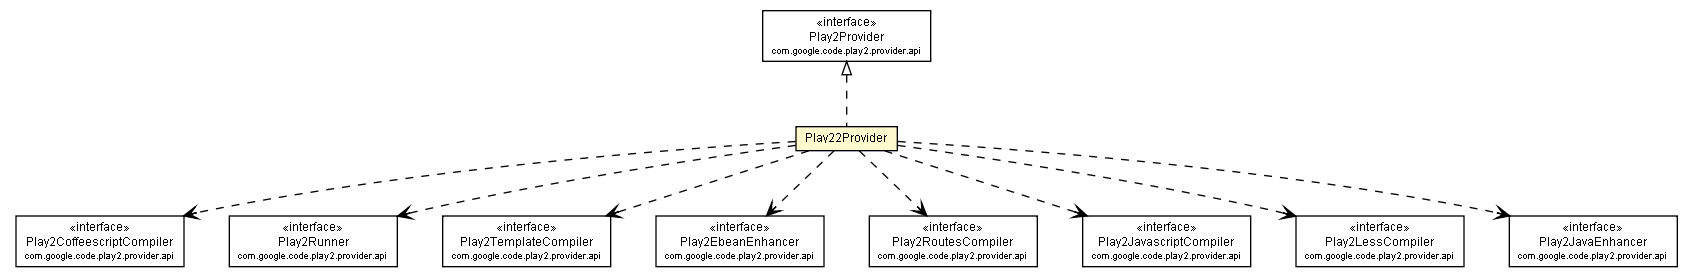 «interface»
Play2Provider
com.google.code.play2.provider.api
Play22Provider
«interface»
Play2CoffeescriptCompiler
com.google.code.play2.provider.api
«interface»
Play2Runner
com.google.code.play2.provider.api
«interface»
Play2TemplateCompiler
com.google.code.play2.provider.api
«interface»
Play2EbeanEnhancer
com.google.code.play2.provider.api
«interface»
Play2RoutesCompiler
com.google.code.play2.provider.api
«interface»
Play2JavascriptCompiler
com.google.code.play2.provider.api
«interface»
Play2LessCompiler
com.google.code.play2.provider.api
«interface»
Play2JavaEnhancer
com.google.code.play2.provider.api